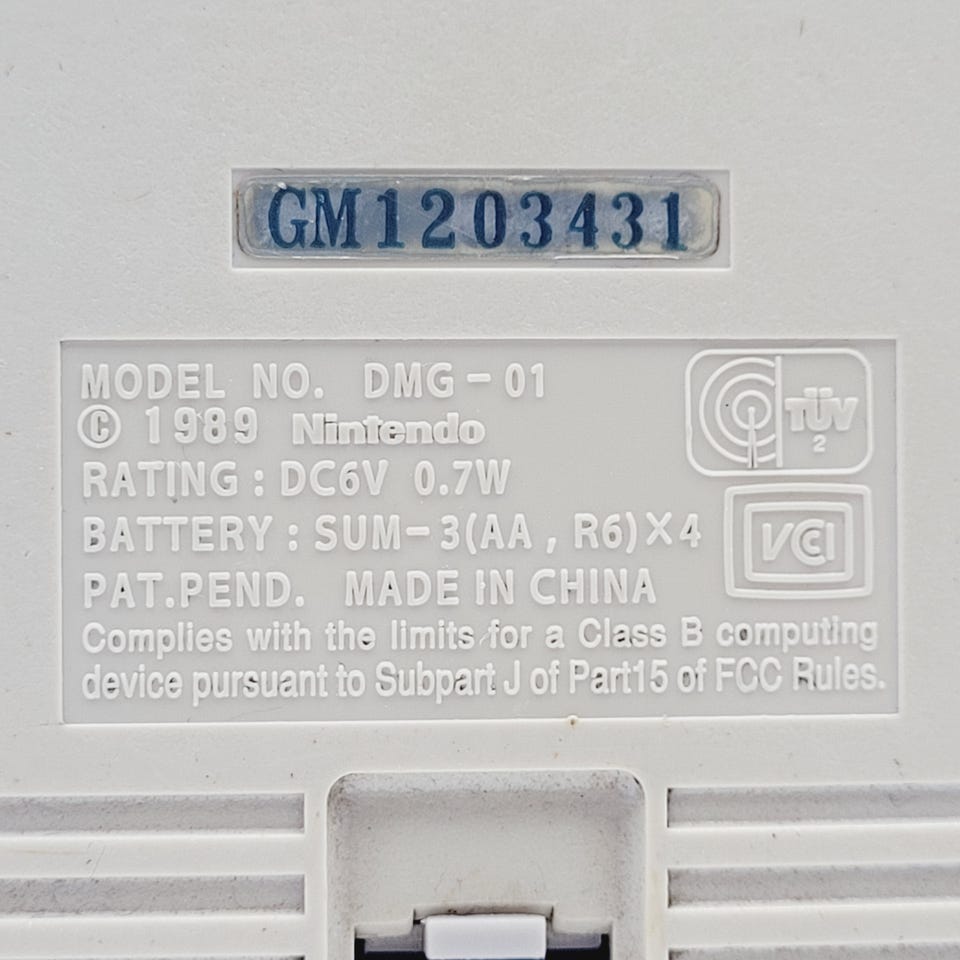 GM1203431
MODEL NO. DMG-01
© 1989 Nintendo
TÜV
2
RATING : DC6V 0.7W
BATTERY : SUM-3(AA , R6)×4
VCCI
PAT.PEND. MADE IN CHINA
Complies with the limits for a Class B computing
device pursuant to Subpart J of Part15 of FCC Rules.